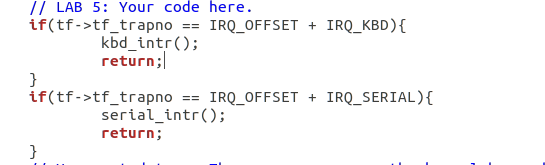 // LAB 5: Your code here.
if(tf->tf_trapno == IRQ_OFFSET + IRQ_KBD){
kbd_intr();
return;
}
if(tf->tf_trapno == IRQ_OFFSET + IRQ_SERIAL){
serial_intr();
return;
}